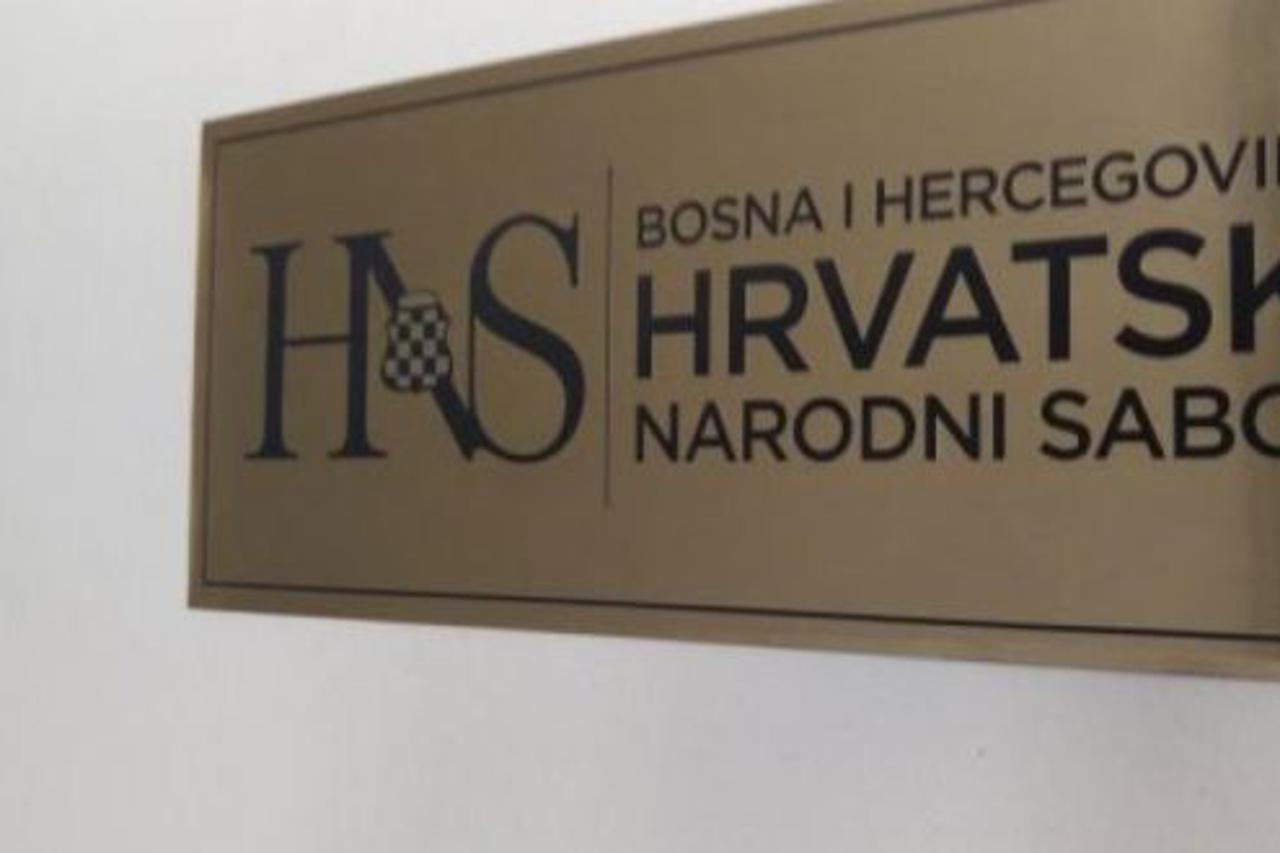 HNS
BOSNA I HERCEGOVI
HRVATSK
NARODNI SABO